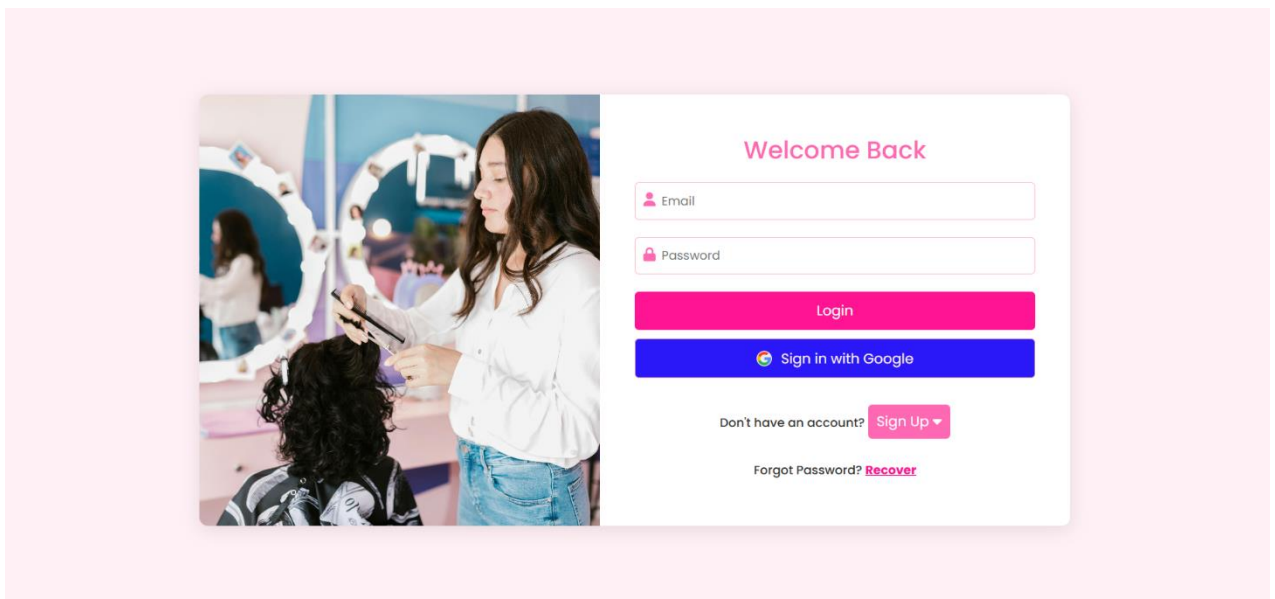 Welcome Back
Email
Password
Login
Sign in with Google
Don't have an account? Sign Up
Forgot Password? Recover